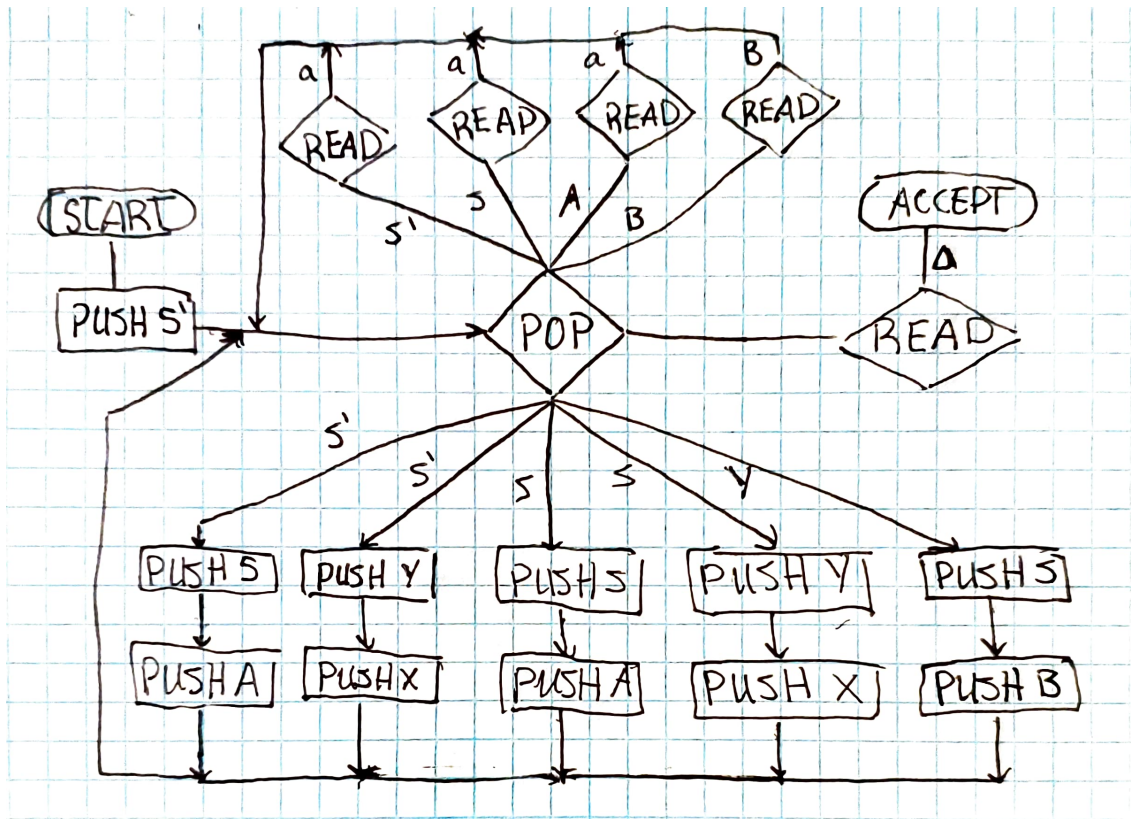 a
a
a
B
READ
READ
READ
READ
START
S'
S
A
B
ACCEPT
Δ
PUSH S'
POP
READ
S'
S'
S
S
Y
PUSH S
PUSH Y
PUSH S
PUSH Y
PUSH S
PUSH A
PUSH X
PUSH A
PUSH X
PUSH B